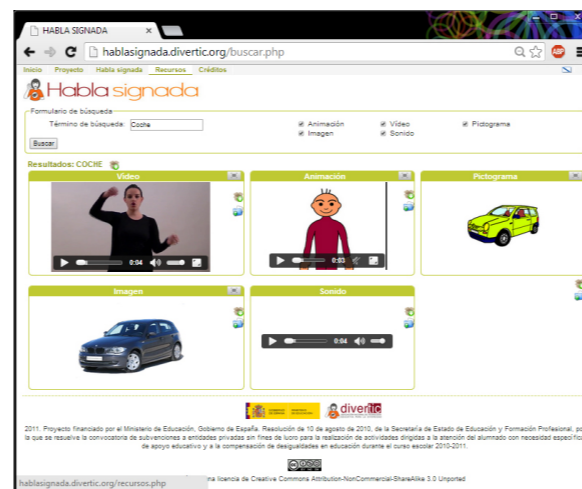 HABLA SIGNADA
hablasignada.divertic.org/buscar.php
ABP
Inicio Proyecto Habla signada Recursos Créditos
Habla signada
Formulario de búsqueda
Término de búsqueda: Coche
Animación Vídeo Pictograma
Imagen Sonido
Buscar
Resultados: COCHE
Vídeo Animación Pictograma
0:04 0:03
Imagen Sonido
0:04
divertic
2011. Proyecto financiado por el Ministerio de Educación, Gobierno de España. Resolución de 10 de agosto de 2010, de la Secretaría de Estado de Educación y Formación Profesional, por
la que se resuelve la convocatoria de subvenciones a entidades privadas sin fines de lucro para la realización de actividades dirigidas a la atención del alumnado con necesidad específica
de apoyo educativo y a la compensación de desigualdades en educación durante el curso escolar 2010-2011.
hablasignada.divertic.org/recursos.php
na licencia de Creative Commons Attribution-NonCommercial-ShareAlike 3.0 Unported